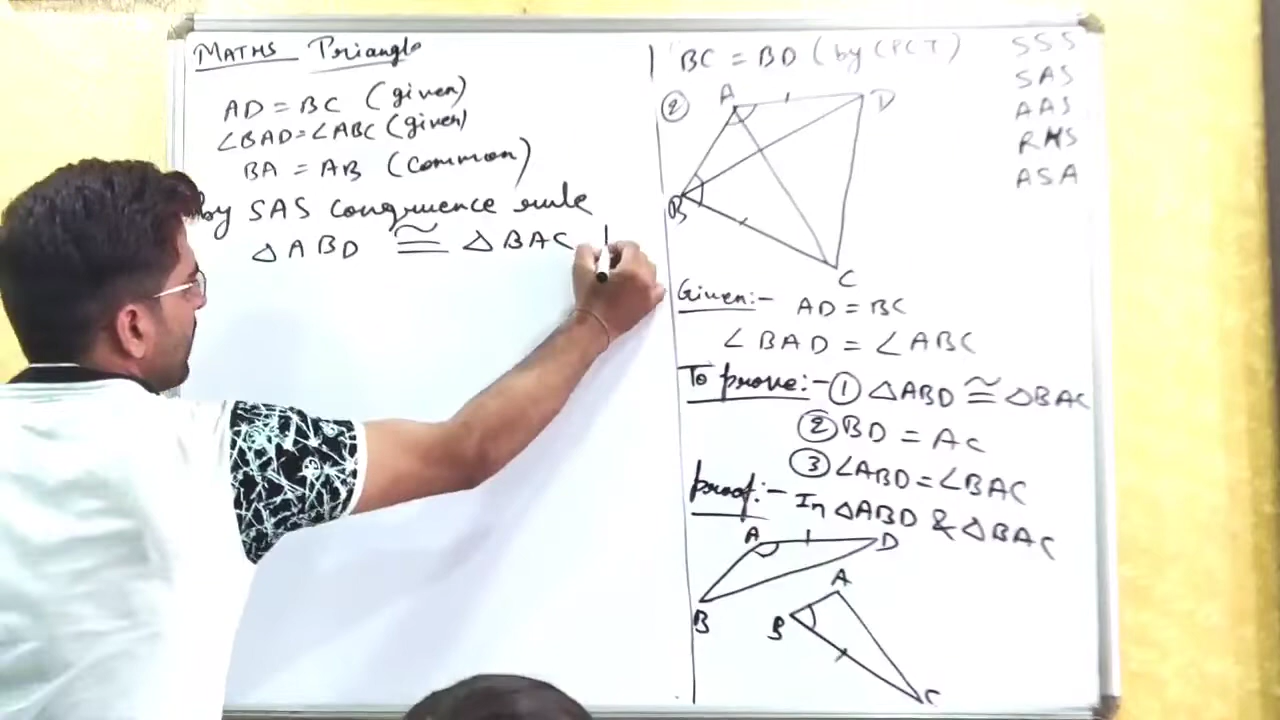 MATHS Triangle
AD = BC (given)
∠BAD = ∠ABC (given)
BA = AB (common)
by SAS congruence rule
△ABD ≅ △BAC
BC = BD (by CPCT)
SSS
SAS
AAS
RHS
ASA
②
A
D
B
C
Given:- AD = BC
∠BAD = ∠ABC
To prove:- ① △ABD ≅ △BAC
② BD = AC
③ ∠ABD = ∠BAC
proof:- In △ABD & △BAC
A
D
B
A
B
C